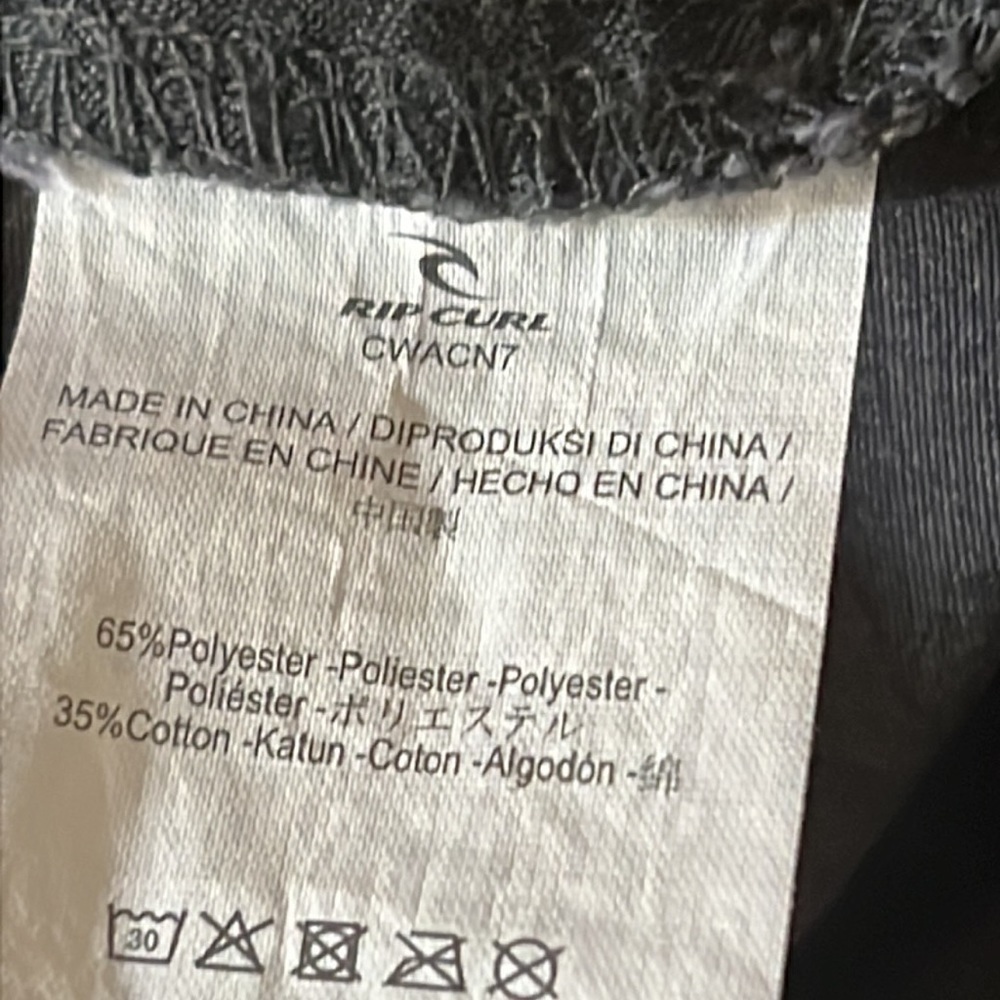 RIP CURL
CWACN7
MADE IN CHINA / DIPRODUKSI DI CHINA /
FABRIQUE EN CHINE / HECHO EN CHINA /
中国製
65%Polyester -Poliester -Polyester -
Poliéster -ポリエステル
35%Cotton -Katun -Coton -Algodón -綿
30